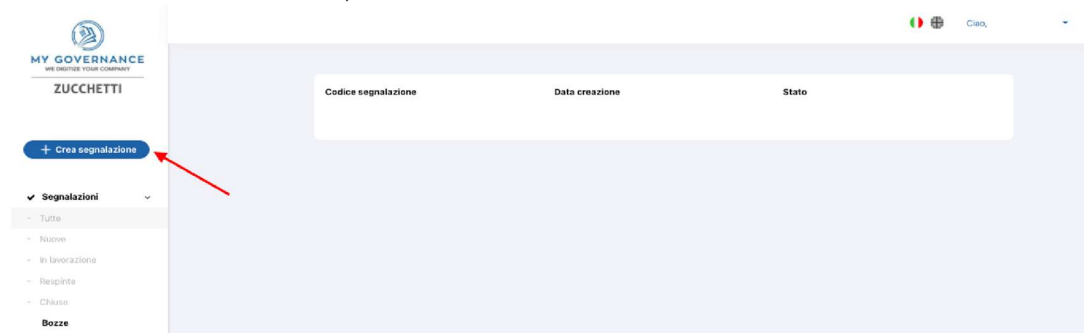 Ciao,
MY GOVERNANCE
WE DIGITIZE YOUR COMPANY
ZUCCHETTI
Codice segnalazione Data creazione Stato
+ Crea segnalazione
Segnalazioni
- Tutte
- Nuove
- In lavorazione
- Respinte
- Chiuse
Bozze